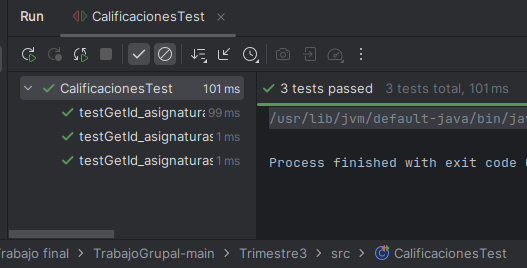 Run CalificacionesTest
CalificacionesTest 101 ms
testGetId_asignatura 99 ms
testGetId_asignaturas 1 ms
testGetId_asignaturas 1 ms
3 tests passed 3 tests total, 101 ms
/usr/lib/jvm/default-java/bin/jav
Process finished with exit code
Trabajo final > TrabajoGrupal-main > Trimestre3 > src > CalificacionesTest